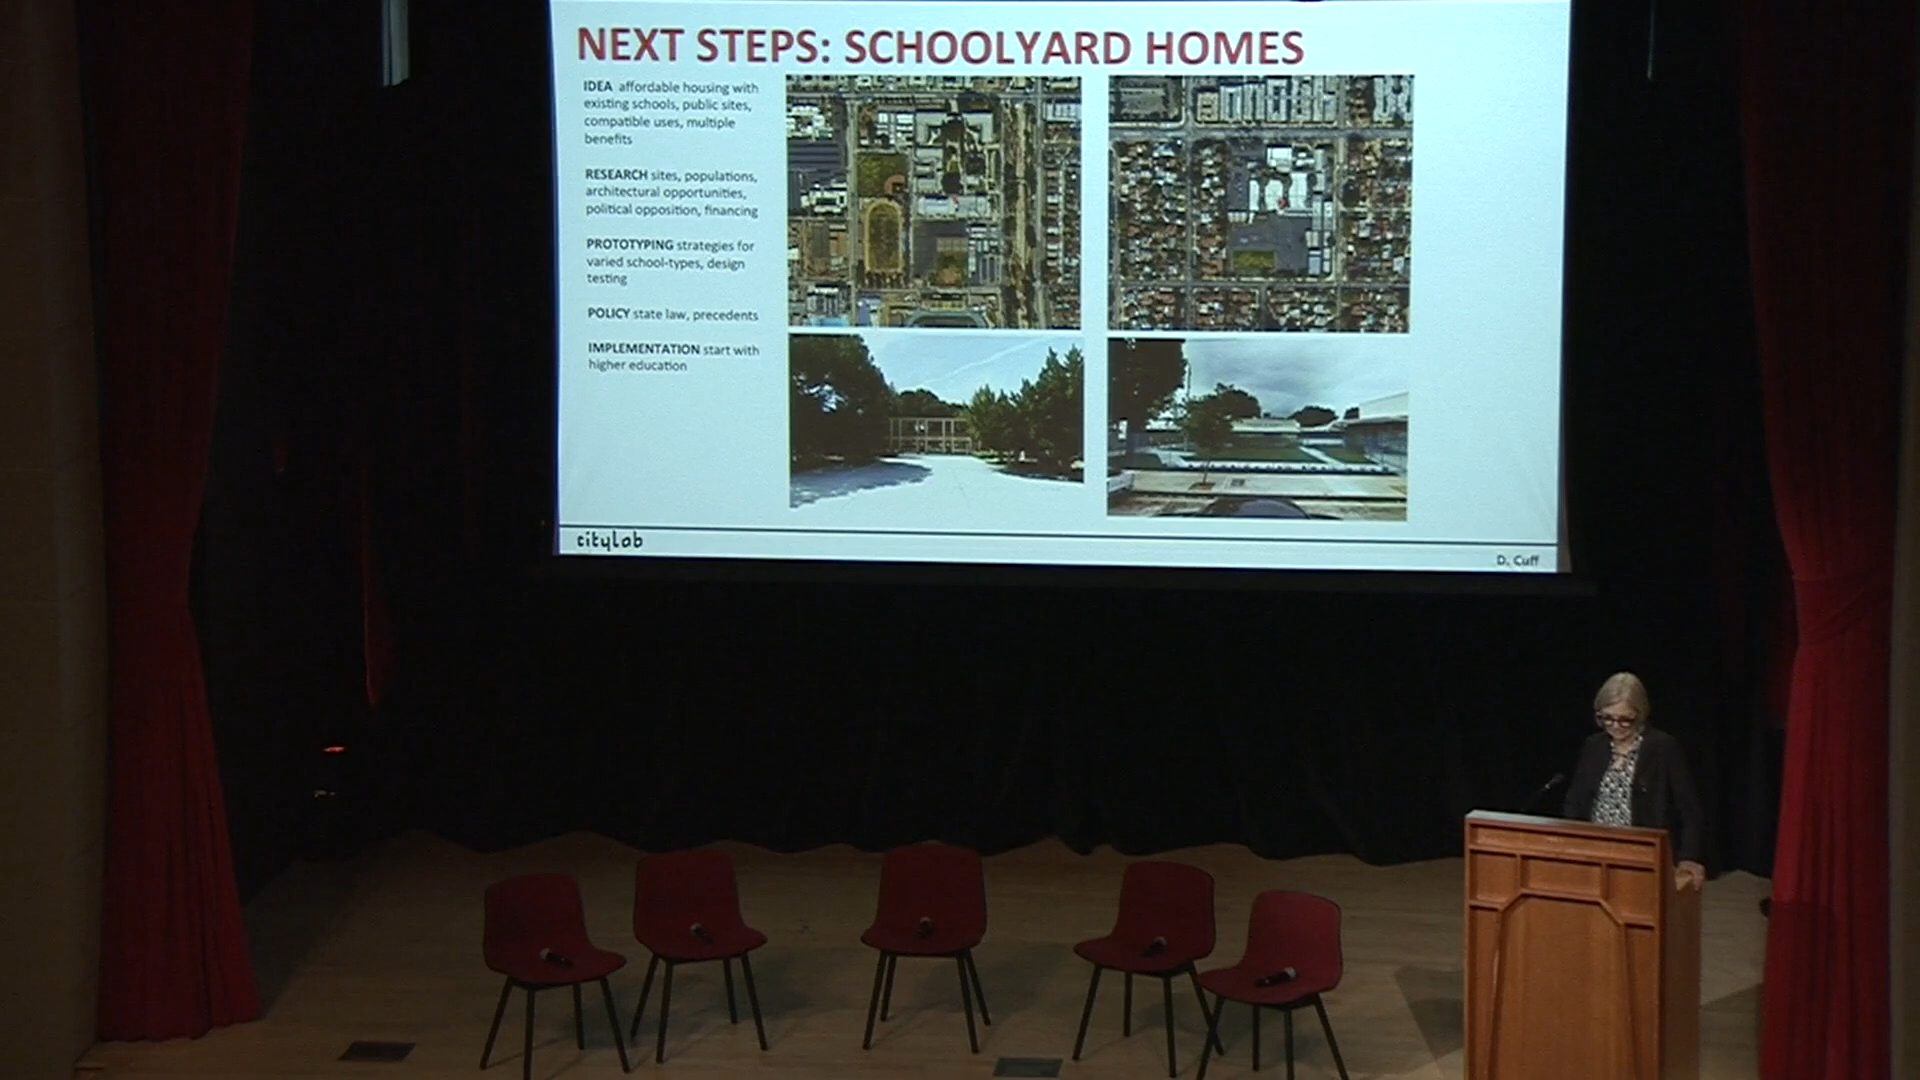 NEXT STEPS: SCHOOLYARD HOMES
IDEA affordable housing with
existing schools, public sites,
compatible uses, multiple
benefits
RESEARCH sites, populations,
architectural opportunities,
political opposition, financing
PROTOTYPING strategies for
varied school-types, design
testing
POLICY state law, precedents
IMPLEMENTATION start with
higher education
citylab
D. Cuff